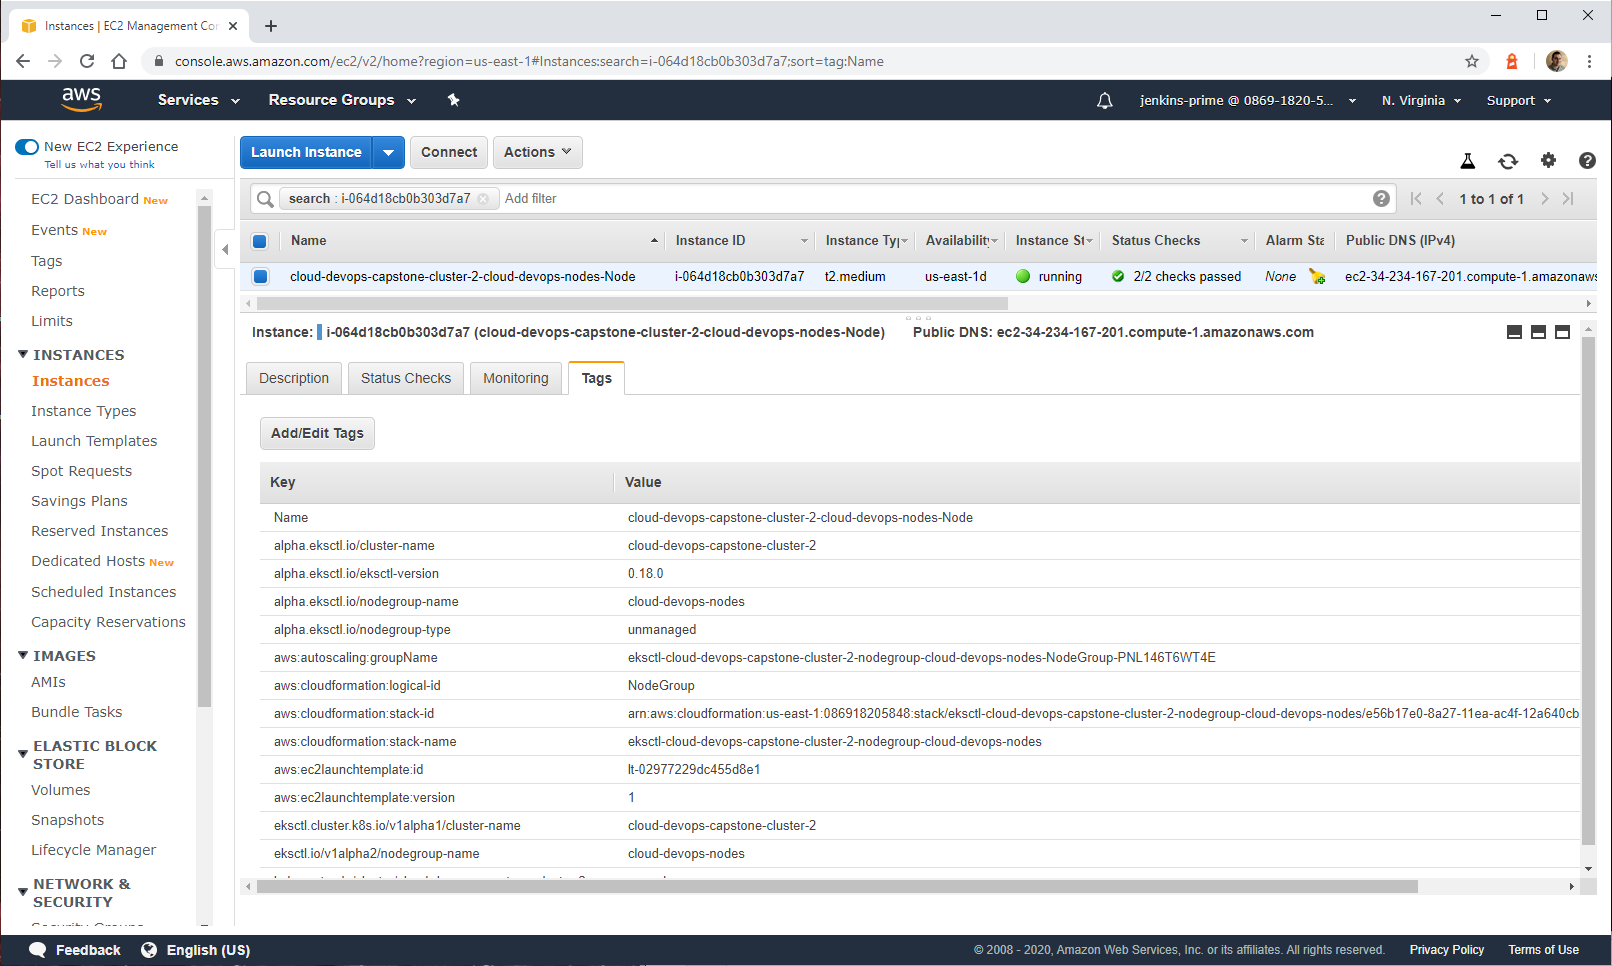 Instances | EC2 Management Con
console.aws.amazon.com/ec2/v2/home?region=us-east-1#Instances:search=i-064d18cb0b303d7a7;sort=tag:Name
aws Services Resource Groups jenkins-prime @ 0869-1820-5... N. Virginia Support
New EC2 Experience
Tell us what you think
EC2 Dashboard New
Events New
Tags
Reports
Limits
INSTANCES
Instances
Instance Types
Launch Templates
Spot Requests
Savings Plans
Reserved Instances
Dedicated Hosts New
Scheduled Instances
Capacity Reservations
IMAGES
AMIs
Bundle Tasks
ELASTIC BLOCK
STORE
Volumes
Snapshots
Lifecycle Manager
NETWORK &
SECURITY
Launch Instance Connect Actions
search : i-064d18cb0b303d7a7 Add filter 1 to 1 of 1
Name Instance ID Instance Ty Availability Instance St Status Checks Alarm Sta Public DNS (IPv4)
cloud-devops-capstone-cluster-2-cloud-devops-nodes-Node i-064d18cb0b303d7a7 t2.medium us-east-1d running 2/2 checks passed None ec2-34-234-167-201.compute-1.amazonaws
Instance: i-064d18cb0b303d7a7 (cloud-devops-capstone-cluster-2-cloud-devops-nodes-Node) Public DNS: ec2-34-234-167-201.compute-1.amazonaws.com
Description Status Checks Monitoring Tags
Add/Edit Tags
Key Value
Name cloud-devops-capstone-cluster-2-cloud-devops-nodes-Node
alpha.eksctl.io/cluster-name cloud-devops-capstone-cluster-2
alpha.eksctl.io/eksctl-version 0.18.0
alpha.eksctl.io/nodegroup-name cloud-devops-nodes
alpha.eksctl.io/nodegroup-type unmanaged
aws:autoscaling:groupName eksctl-cloud-devops-capstone-cluster-2-nodegroup-cloud-devops-nodes-NodeGroup-PNL146T6WT4E
aws:cloudformation:logical-id NodeGroup
aws:cloudformation:stack-id arn:aws:cloudformation:us-east-1:086918205848:stack/eksctl-cloud-devops-capstone-cluster-2-nodegroup-cloud-devops-nodes/e56b17e0-8a27-11ea-ac4f-12a640cb
aws:cloudformation:stack-name eksctl-cloud-devops-capstone-cluster-2-nodegroup-cloud-devops-nodes
aws:ec2launchtemplate:id lt-02977229dc455d8e1
aws:ec2launchtemplate:version 1
eksctl.cluster.k8s.io/v1alpha1/cluster-name cloud-devops-capstone-cluster-2
eksctl.io/v1alpha2/nodegroup-name cloud-devops-nodes
Feedback English (US) © 2008 - 2020, Amazon Web Services, Inc. or its affiliates. All rights reserved. Privacy Policy Terms of Use